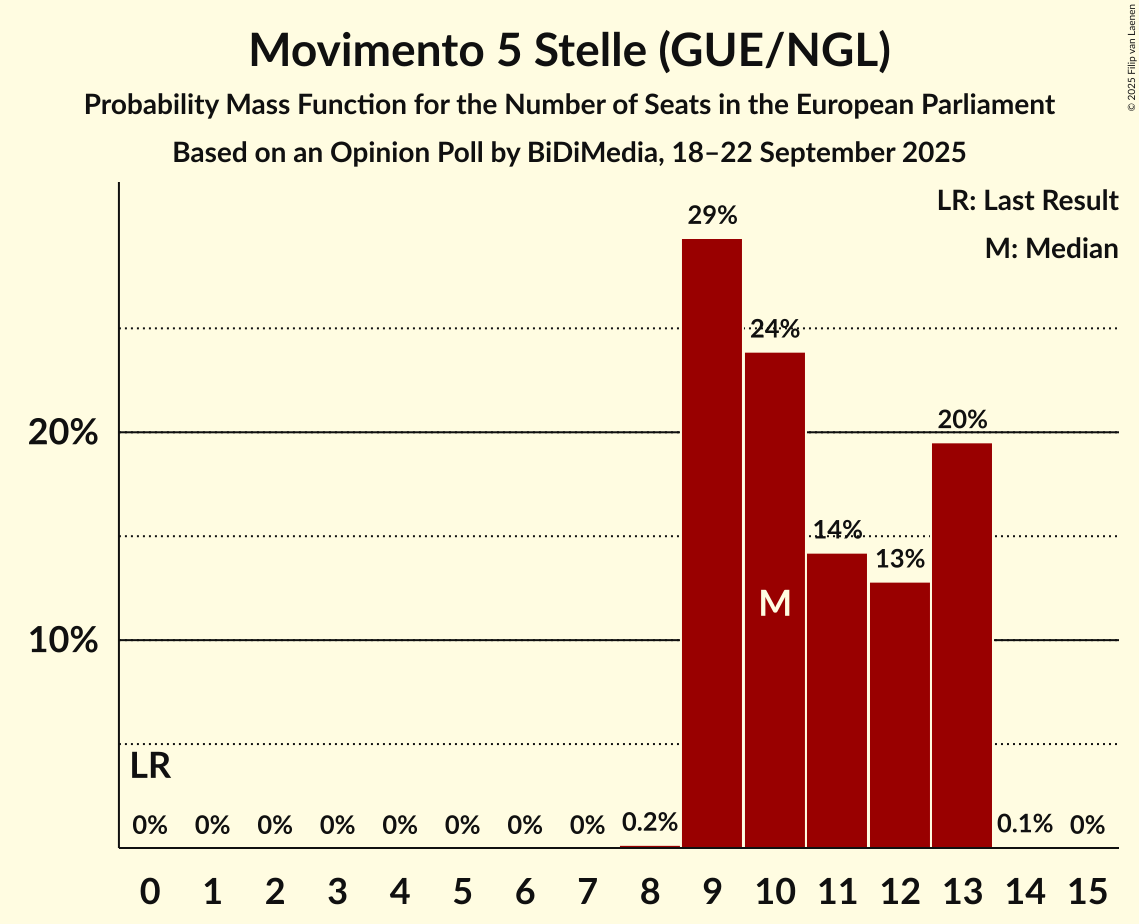 Movimento 5 Stelle (GUE/NGL)
Probability Mass Function for the Number of Seats in the European Parliament
Based on an Opinion Poll by BiDiMedia, 18–22 September 2025
© 2025 Filip van Laenen
LR: Last Result
M: Median
29%
24%
20%
20%
14%
13%
M
10%
LR
0% 0% 0% 0% 0% 0% 0% 0% 0.2% 0.1% 0%
0 1 2 3 4 5 6 7 8 9 10 11 12 13 14 15